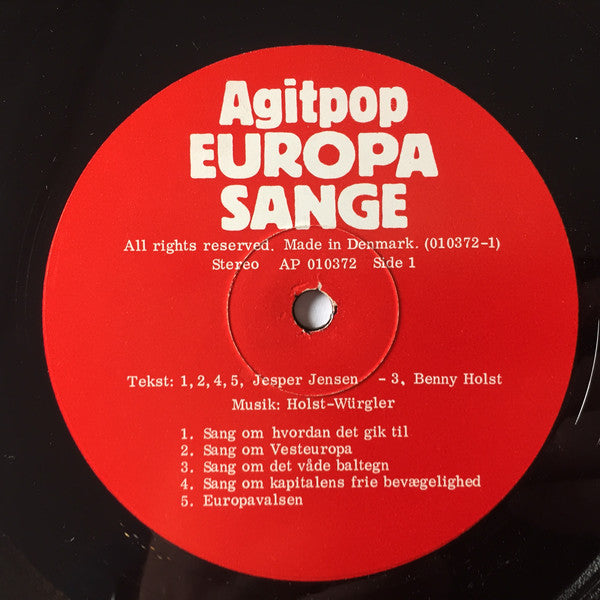 Agitpop
EUROPA
SANGE
All rights reserved. Made in Denmark. (010372-1)
Stereo AP 010372 Side 1
Tekst: 1, 2, 4, 5, Jesper Jensen - 3. Benny Holst
Musik: Holst-Würgler
1. Sang om hvordan det gik til
2. Sang om Vesteuropa
3. Sang om det våde baltegn
4. Sang om kapitalens frie bevægelighed
5. Europavalsen